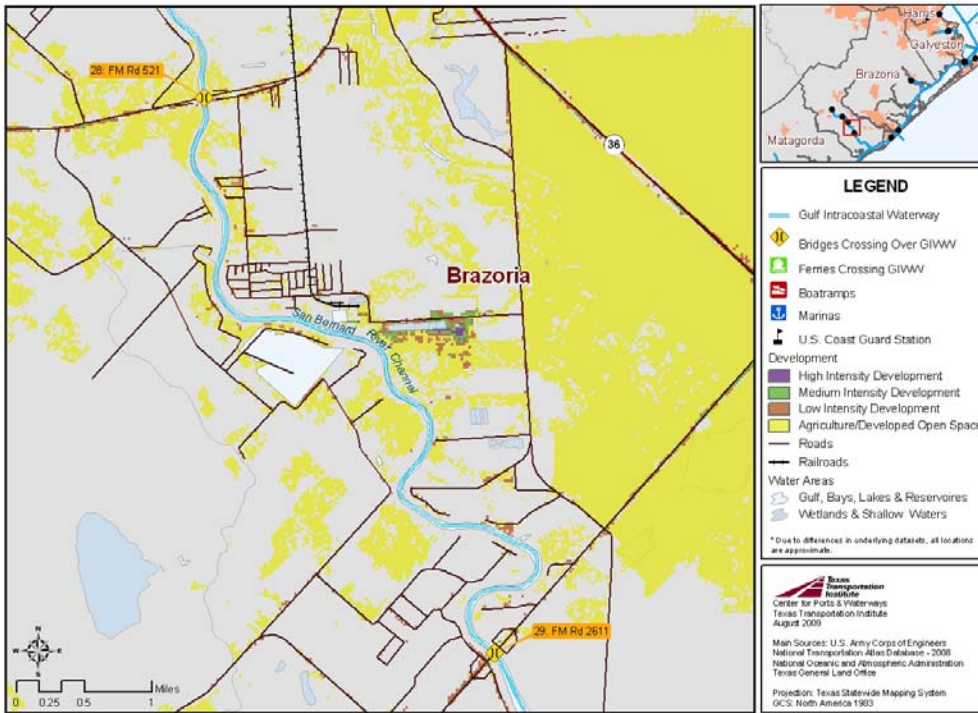 28: FM Rd 521
36
Brazoria
San Bernard River Channel
29: FM Rd 2611
N
W
E
S
Miles
0 0.25 0.5 1
Harris
Galveston
Brazoria
Matagorda
LEGEND
Gulf Intracoastal Waterway
Bridges Crossing Over GIWW
Ferries Crossing GIWW
Boatramps
Marinas
U.S. Coast Guard Station
Development
High Intensity Development
Medium Intensity Development
Low Intensity Development
Agriculture/Developed Open Space
Roads
Railroads
Water Areas
Gulf, Bays, Lakes & Reservoires
Wetlands & Shallow Waters
* Due to differences in underlying datasets, all locations
are approximate.
Texas
Transportation
Institute
Center for Ports & Waterways
Texas Transportation Institute
August 2009
Main Sources: U.S. Army Corps of Engineers
National Transportation Atlas Database - 2008
National Oceanic and Atmospheric Administration
Texas General Land Office
Projection: Texas Statewide Mapping System
GCS: North America 1983